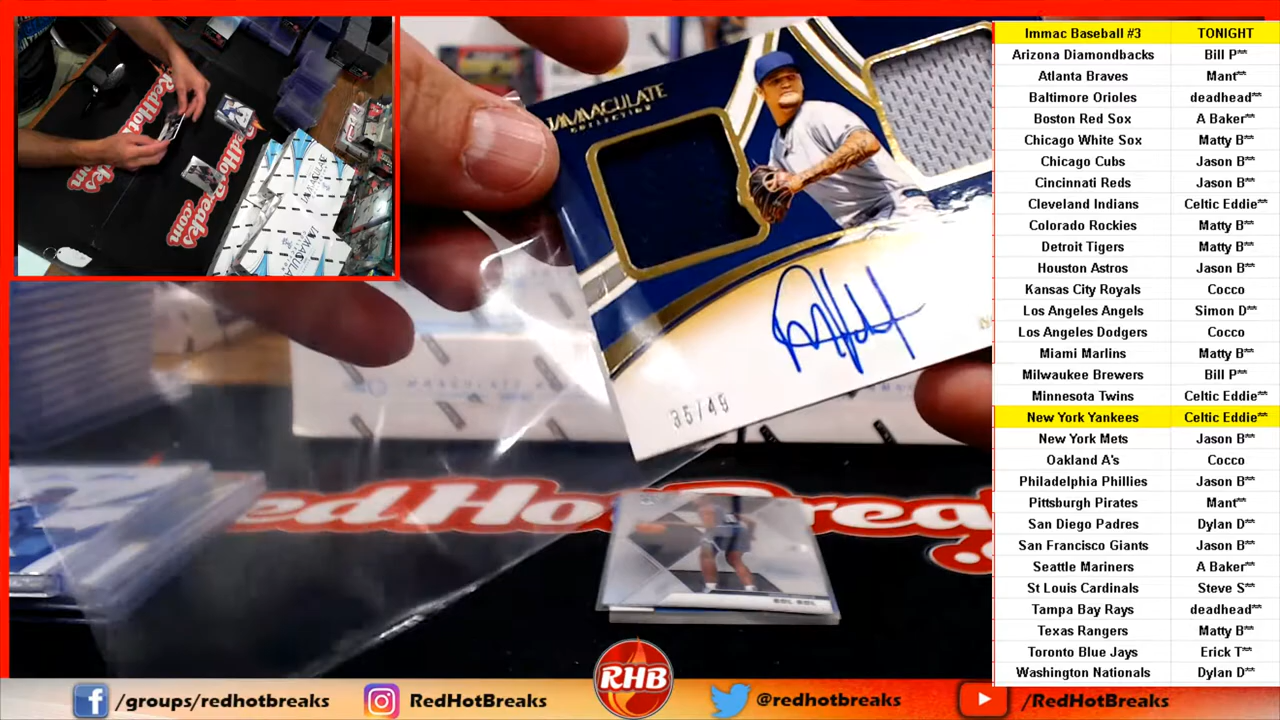 Immac Baseball #3 TONIGHT
Arizona Diamondbacks Bill P**
Atlanta Braves Mant**
Baltimore Orioles deadhead**
Boston Red Sox A Baker**
Chicago White Sox Matty B**
Chicago Cubs Jason B**
Cincinnati Reds Jason B**
Cleveland Indians Celtic Eddie**
Colorado Rockies Matty B**
Detroit Tigers Matty B**
Houston Astros Jason B**
Kansas City Royals Cocco
Los Angeles Angels Simon D**
Los Angeles Dodgers Cocco
Miami Marlins Matty B**
Milwaukee Brewers Bill P**
Minnesota Twins Celtic Eddie**
New York Yankees Celtic Eddie**
New York Mets Jason B**
Oakland A's Cocco
Philadelphia Phillies Jason B**
Pittsburgh Pirates Mant**
San Diego Padres Dylan D**
San Francisco Giants Jason B**
Seattle Mariners A Baker**
St Louis Cardinals Steve S**
Tampa Bay Rays deadhead**
Texas Rangers Matty B**
Toronto Blue Jays Erick T**
Washington Nationals Dylan D**
IMMACULATE
COLLECTION
35/49
RedHotBreaks
.com
edHo
rea
BOL BOL
RHB
/groups/redhotbreaks RedHotBreaks @redhotbreaks /RedHotBreaks